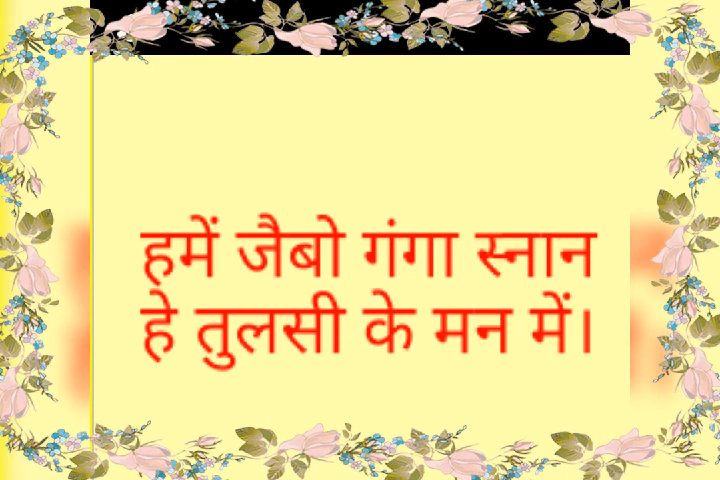 हमें जैबो गंगा स्नान
हे तुलसी के मन में।